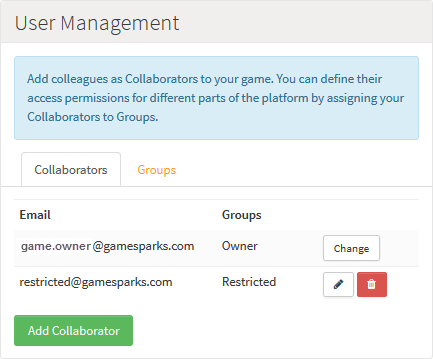 User Management
Add colleagues as Collaborators to your game. You can define their
access permissions for different parts of the platform by assigning your
Collaborators to Groups.
Collaborators Groups
Email Groups
game.owner@gamesparks.com Owner Change
restricted@gamesparks.com Restricted
Add Collaborator